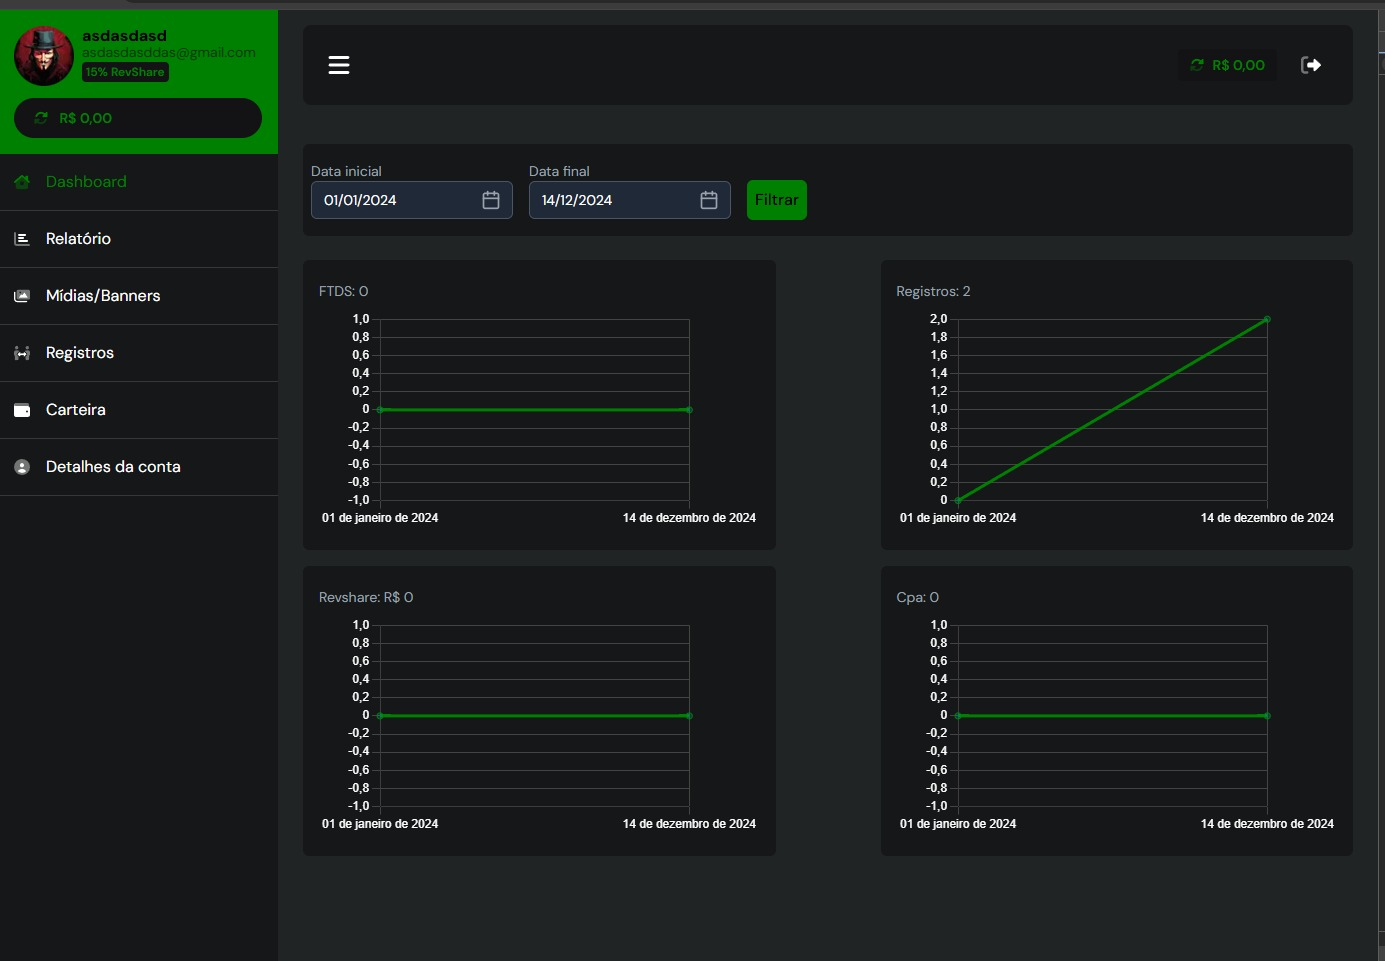 asdasdasd
asdasdasddas@gmail.com
15% RevShare
R$ 0,00
Dashboard
Relatório
Mídias/Banners
Registros
Carteira
Detalhes da conta
R$ 0,00
Data inicial
01/01/2024
Data final
14/12/2024
Filtrar
FTDS: 0
1,0
0,8
0,6
0,4
0,2
0
-0,2
-0,4
-0,6
-0,8
-1,0
01 de janeiro de 2024
14 de dezembro de 2024
Registros: 2
2,0
1,8
1,6
1,4
1,2
1,0
0,8
0,6
0,4
0,2
0
01 de janeiro de 2024
14 de dezembro de 2024
Revshare: R$ 0
1,0
0,8
0,6
0,4
0,2
0
-0,2
-0,4
-0,6
-0,8
-1,0
01 de janeiro de 2024
14 de dezembro de 2024
Cpa: 0
1,0
0,8
0,6
0,4
0,2
0
-0,2
-0,4
-0,6
-0,8
-1,0
01 de janeiro de 2024
14 de dezembro de 2024